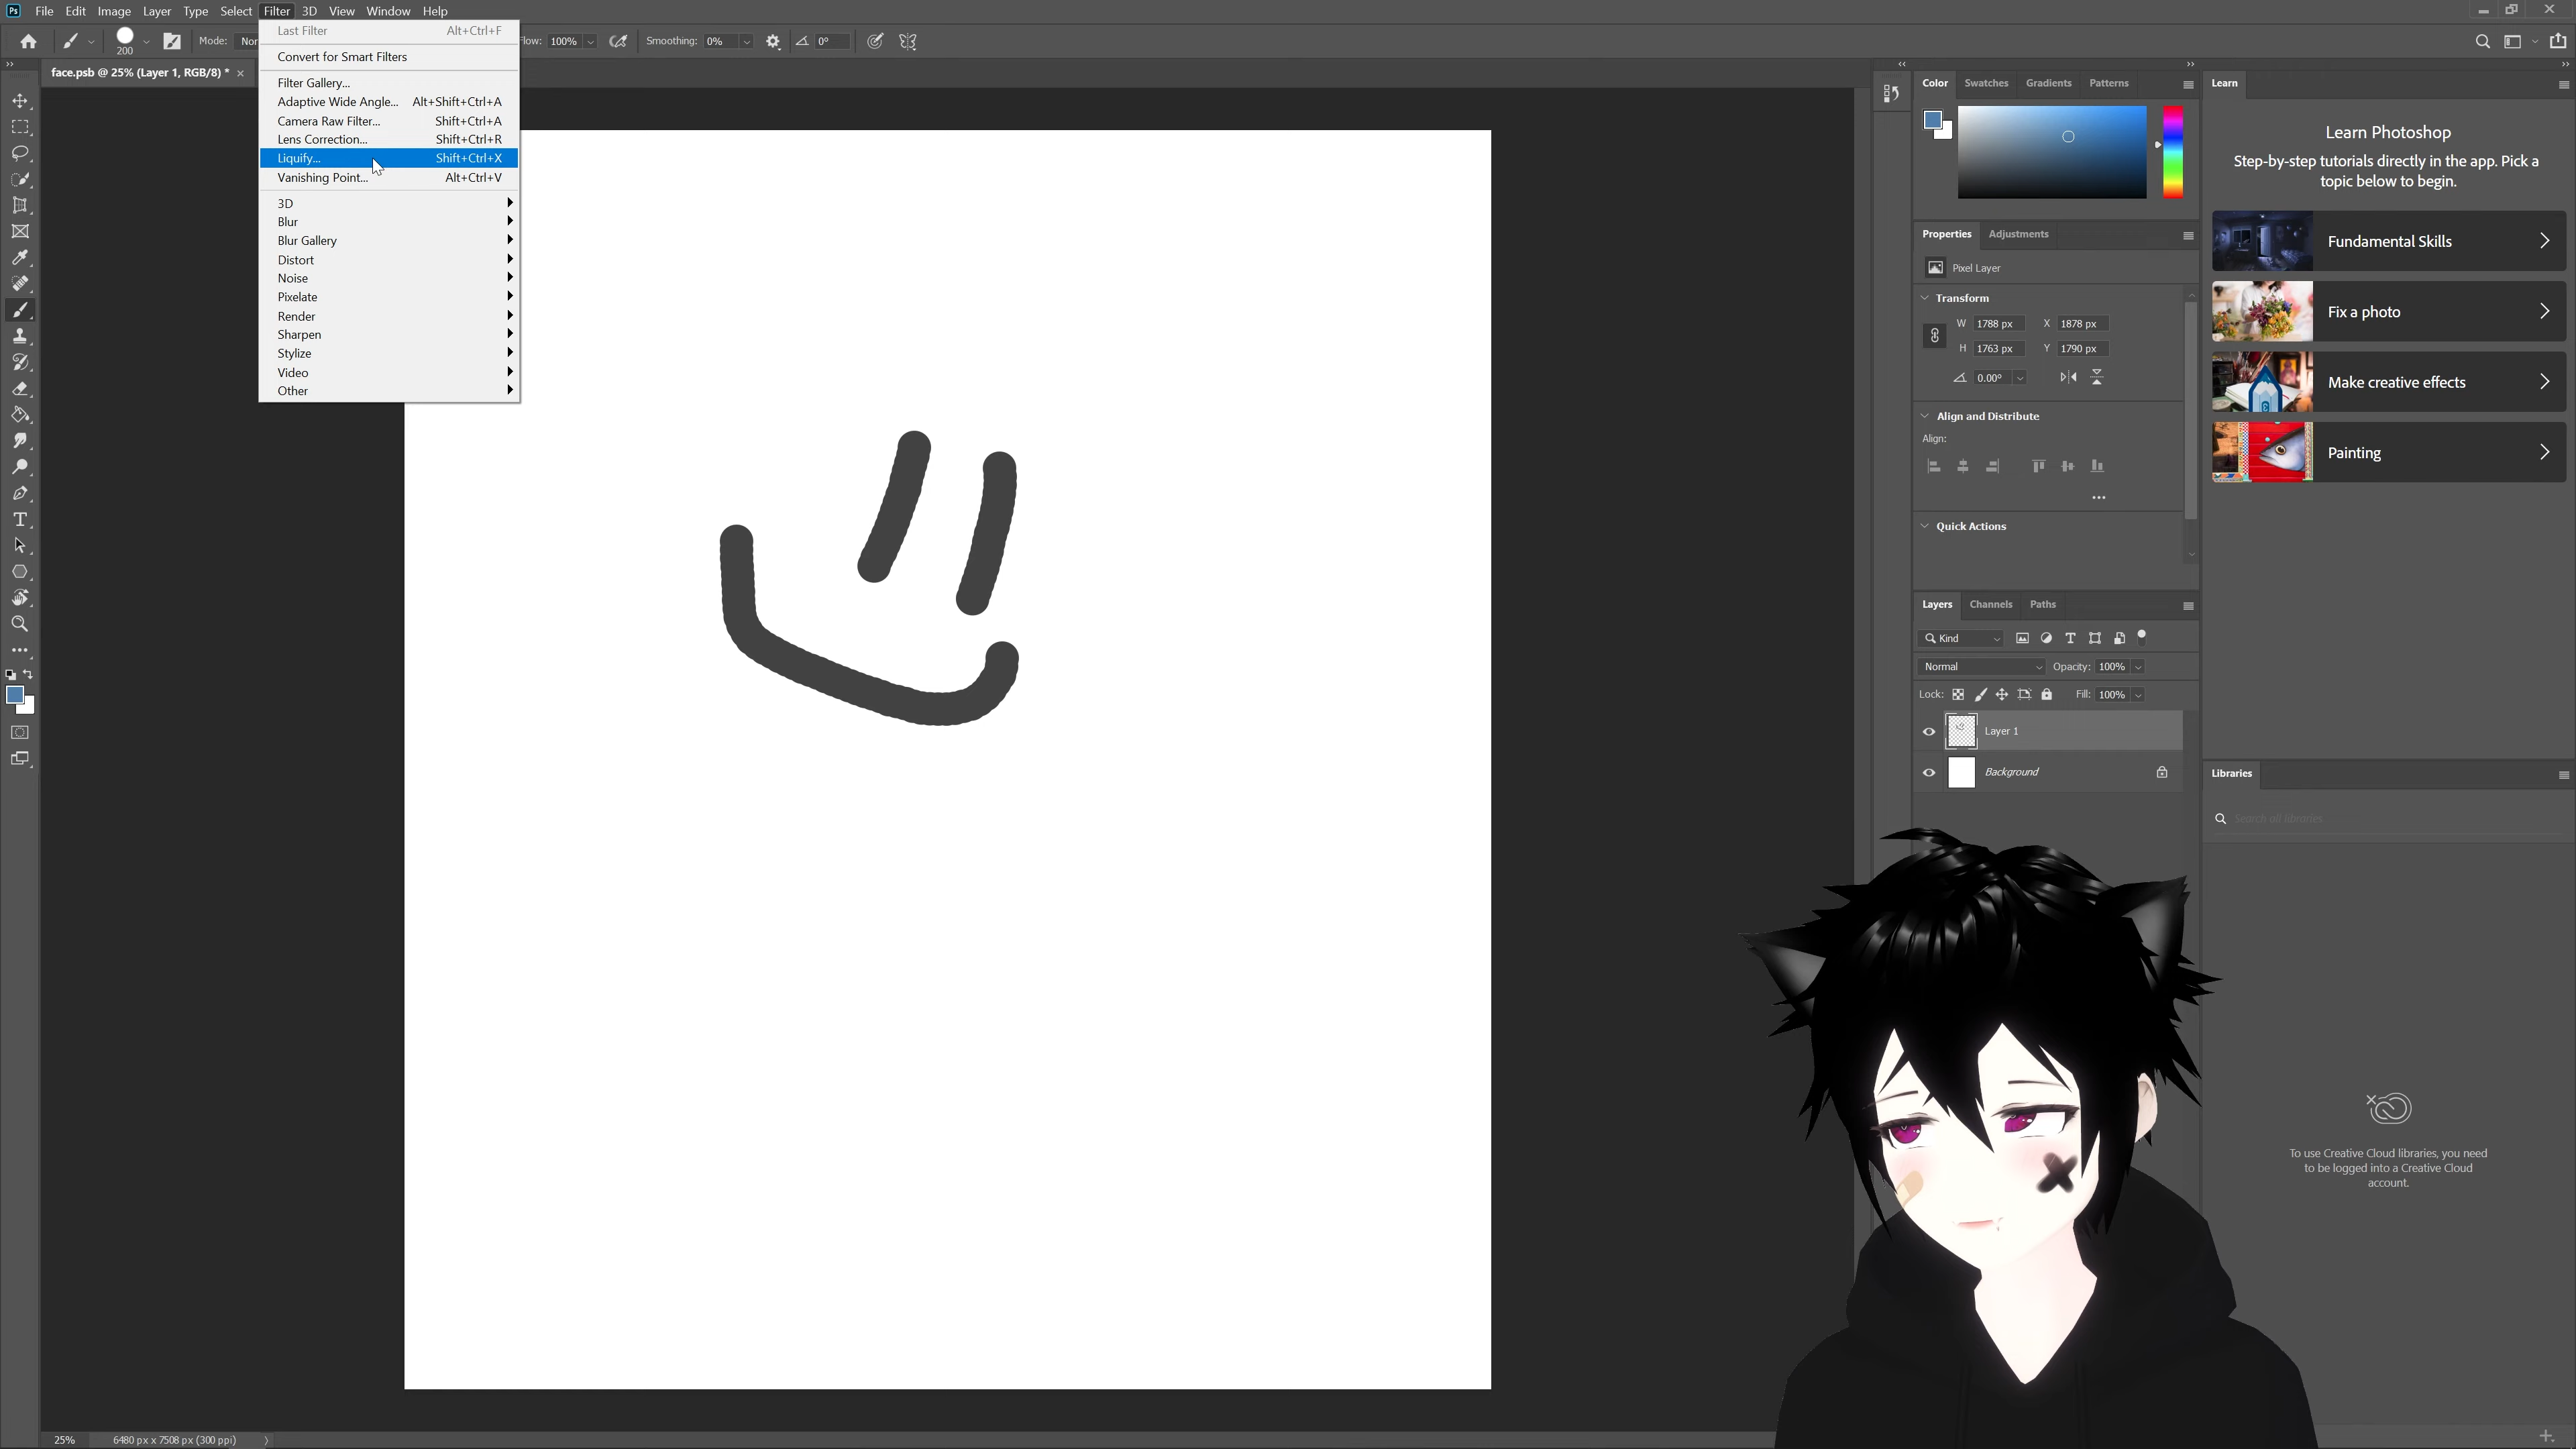 Ps File Edit Image Layer Type Select Filter 3D View Window Help
200 Mode: Nor Flow: 100% Smoothing: 0% 0°
face.psb @ 25% (Layer 1, RGB/8) *
Last Filter Alt+Ctrl+F
Convert for Smart Filters
Filter Gallery...
Adaptive Wide Angle... Alt+Shift+Ctrl+A
Camera Raw Filter... Shift+Ctrl+A
Lens Correction... Shift+Ctrl+R
Liquify... Shift+Ctrl+X
Vanishing Point... Alt+Ctrl+V
3D
Blur
Blur Gallery
Distort
Noise
Pixelate
Render
Sharpen
Stylize
Video
Other
Color Swatches Gradients Patterns
Properties Adjustments
Pixel Layer
Transform
W 1788 px X 1878 px
H 1763 px Y 1790 px
0.00°
Align and Distribute
Align:
Quick Actions
Layers Channels Paths
Kind
Normal Opacity: 100%
Lock: Fill: 100%
Layer 1
Background
Learn
Learn Photoshop
Step-by-step tutorials directly in the app. Pick a
topic below to begin.
Fundamental Skills
Fix a photo
Make creative effects
Painting
Libraries
Search all libraries
To use Creative Cloud libraries, you need
to be logged into a Creative Cloud
account.
25% 6480 px x 7508 px (300 ppi)